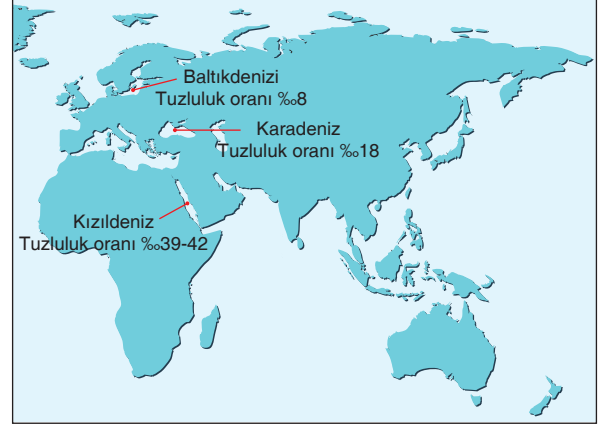 Baltıkdenizi
Tuzluluk oranı ‰8
Karadeniz
Tuzluluk oranı ‰18
Kızıldeniz
Tuzluluk oranı ‰39-42